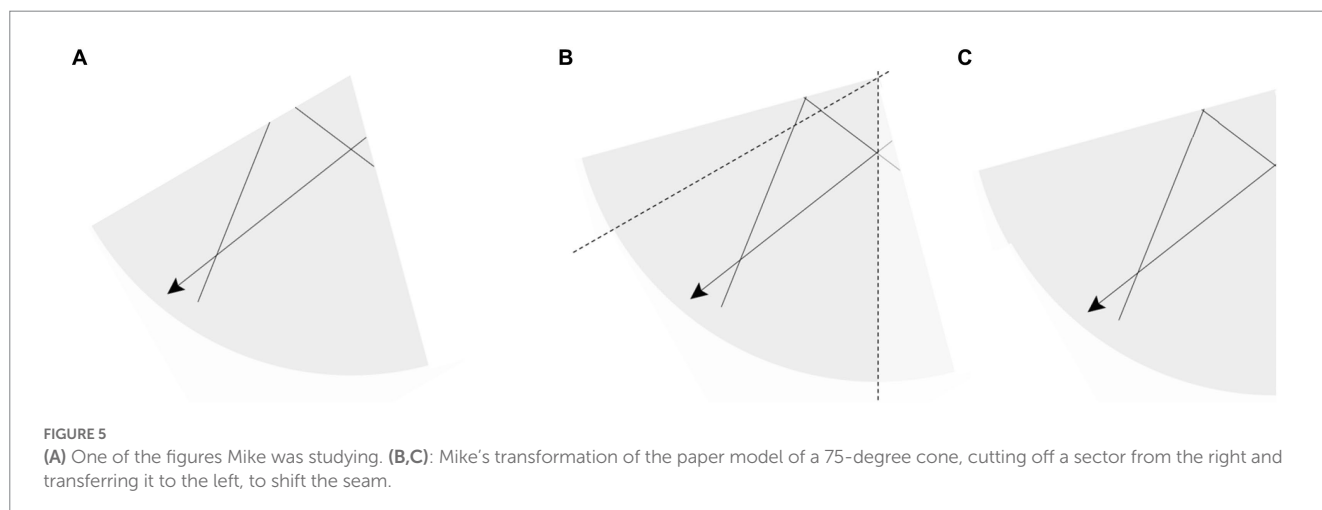 A
B
C
FIGURE 5
(A) One of the figures Mike was studying. (B,C): Mike's transformation of the paper model of a 75-degree cone, cutting off a sector from the right and
transferring it to the left, to shift the seam.